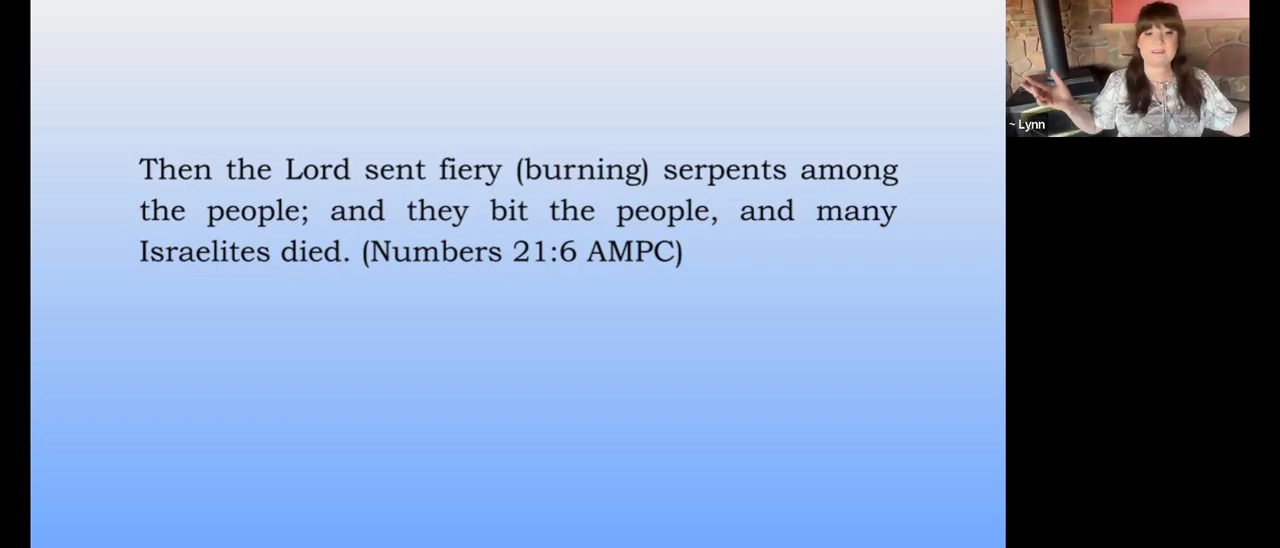 Then the Lord sent fiery (burning) serpents among
the people; and they bit the people, and many
Israelites died. (Numbers 21:6 AMPC)
~ Lynn